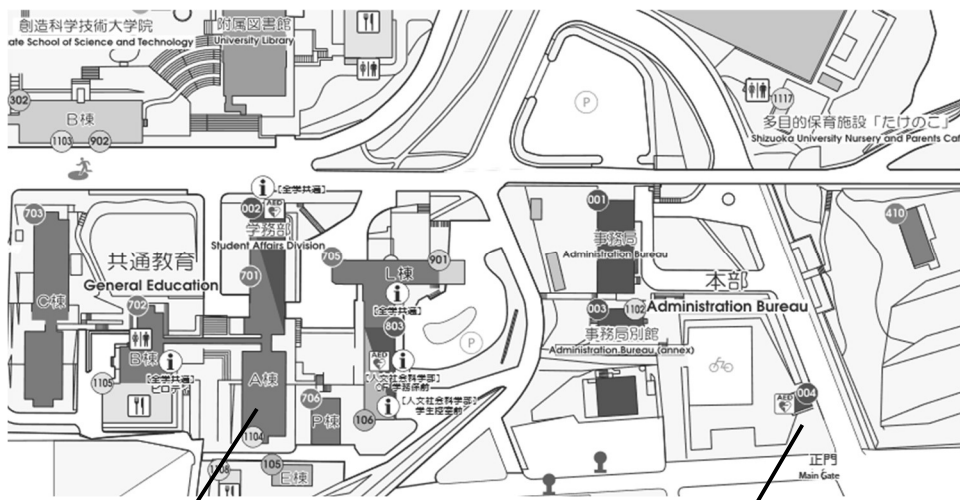 創造科学技術大学院
ate School of Science and Technology
附属図書館
University Library
302
B棟
1103
902
P
1117
多目的保育施設「たけのこ」
Shizuoka University Nursery and Parents Caf
703
C棟
共通教育
General Education
702
B棟
1105
i
【全学共通】
ピロティ
i
【全学共通】
002
AED
学務部
Student Affairs Division
701
A棟
1104
705
L棟
901
i
【全学共通】
803
AED
i
【人文社会科学部】
学務係前
i
【人文社会科学部】
学生控室前
706
P棟
106
P
1108
105
E棟
001
事務局
Administration Bureau
003
1102
事務局別館
Administration Bureau (annex)
本部
Administration Bureau
410
AED
004
正門
Main Gate